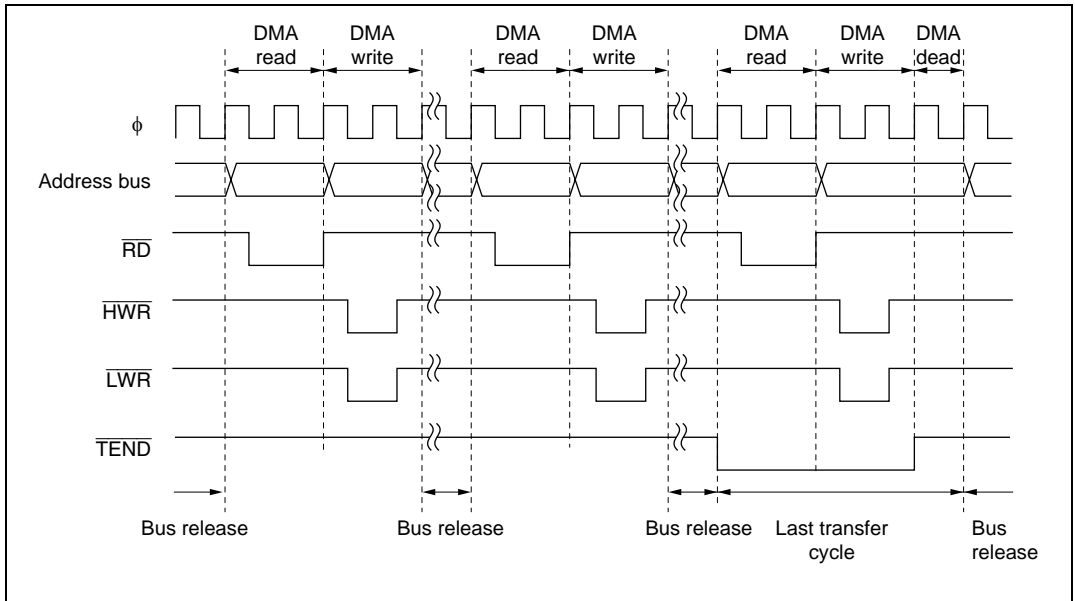 DMA read
DMA write
DMA read
DMA write
DMA read
DMA write
DMA dead
φ
Address bus
RD
HWR
LWR
TEND
Bus release
Bus release
Bus release
Last transfer cycle
Bus release